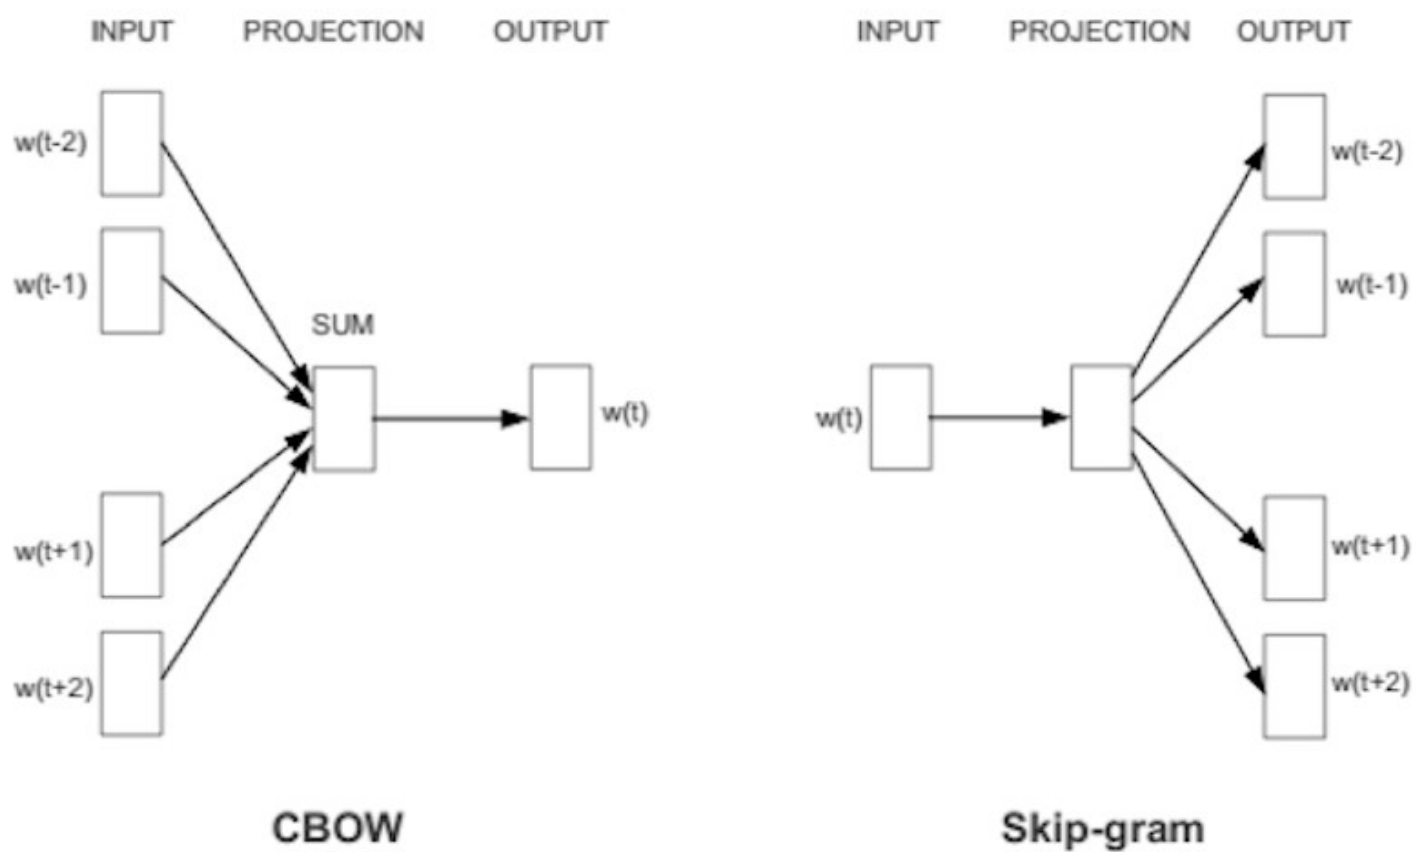 INPUT PROJECTION OUTPUT
w(t-2)
w(t-1)
SUM
w(t)
w(t+1)
w(t+2)
CBOW
INPUT PROJECTION OUTPUT
w(t-2)
w(t-1)
w(t)
w(t+1)
w(t+2)
Skip-gram